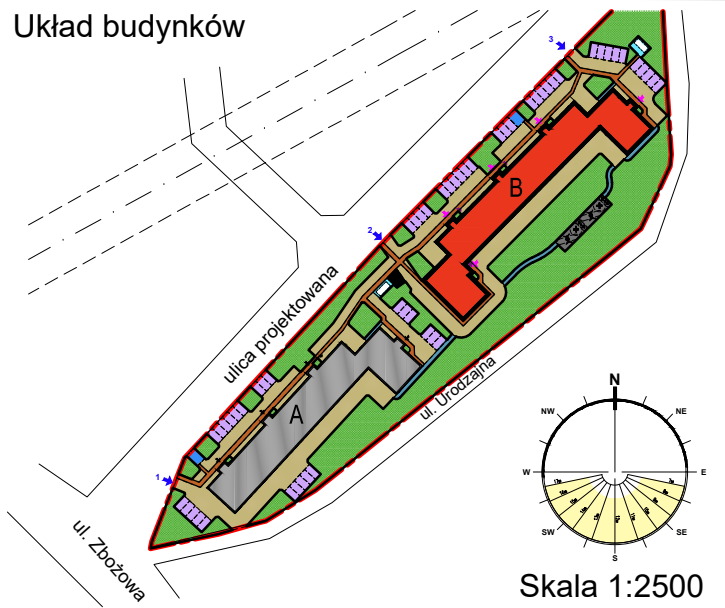 Układ budynków
3
B
2
ulica projektowana
A
ul. Urodzajna
1
ul. Zbożowa
N
NW
NE
W
E
SW
SE
S
Skala 1:2500